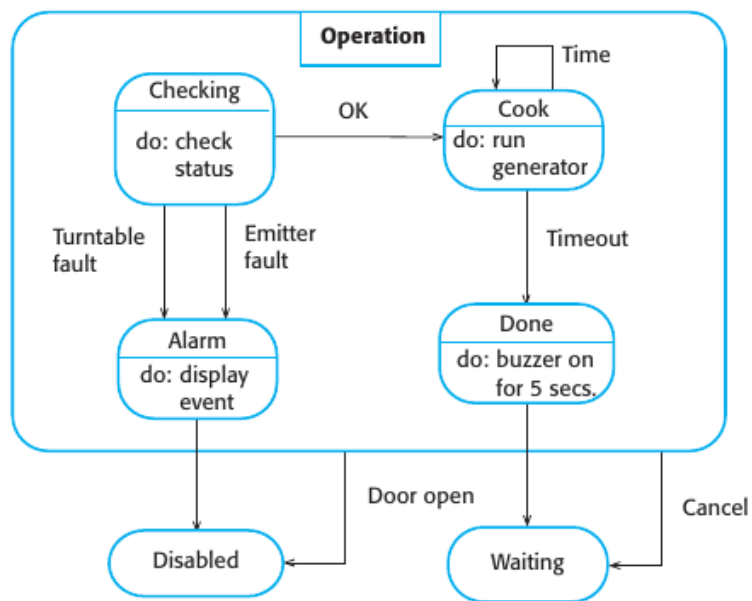 Operation
Checking
do: check
status
OK
Time
Cook
do: run
generator
Turntable
fault
Emitter
fault
Timeout
Alarm
do: display
event
Done
do: buzzer on
for 5 secs.
Door open
Cancel
Disabled
Waiting